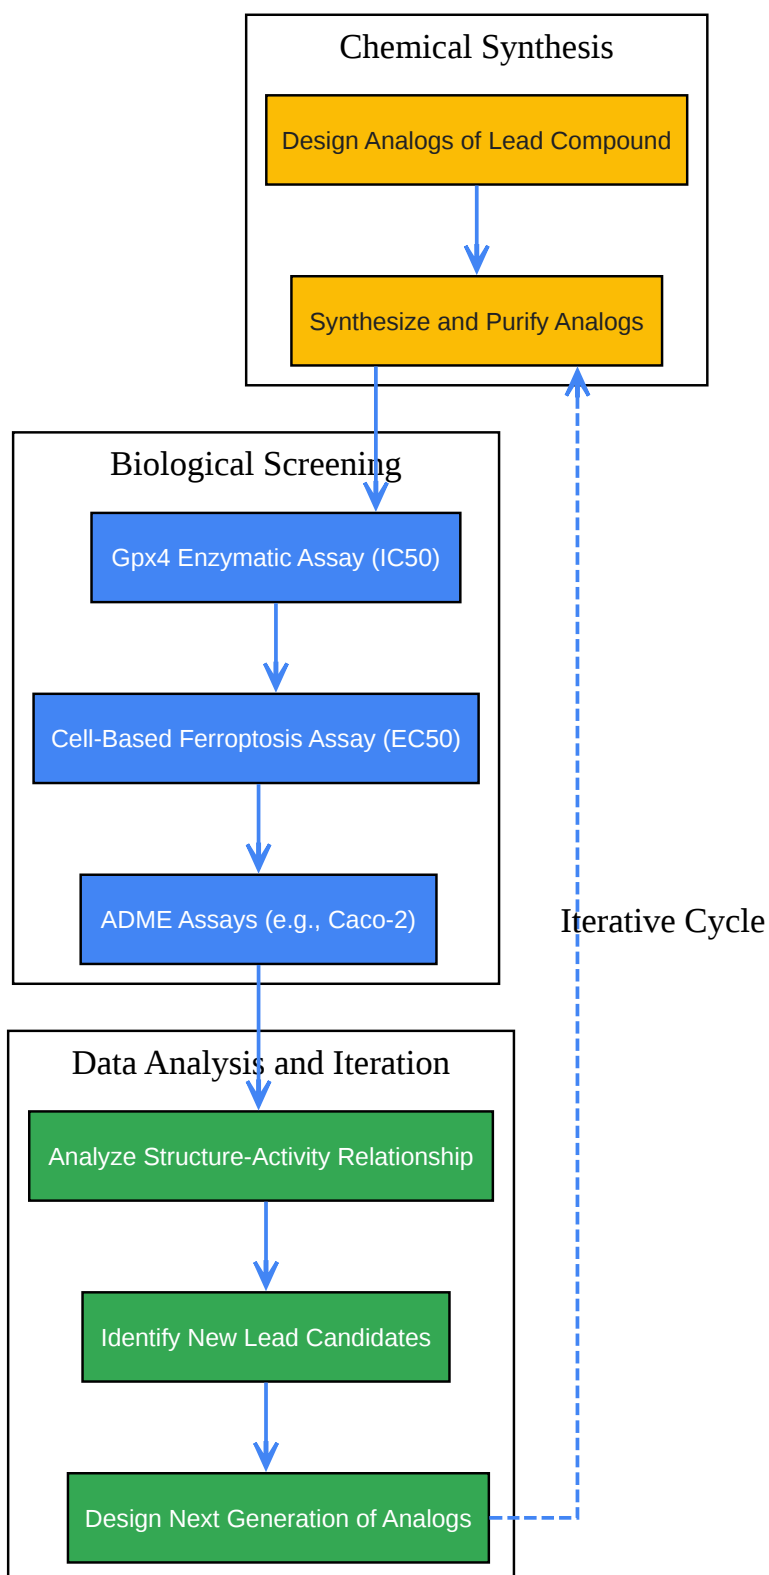 Chemical Synthesis
Design Analogs of Lead Compound
Synthesize and Purify Analogs
Biological Screening
Gpx4 Enzymatic Assay (IC50)
Cell-Based Ferroptosis Assay (EC50)
ADME Assays (e.g., Caco-2)
Iterative Cycle
Data Analysis and Iteration
Analyze Structure-Activity Relationship
Identify New Lead Candidates
Design Next Generation of Analogs